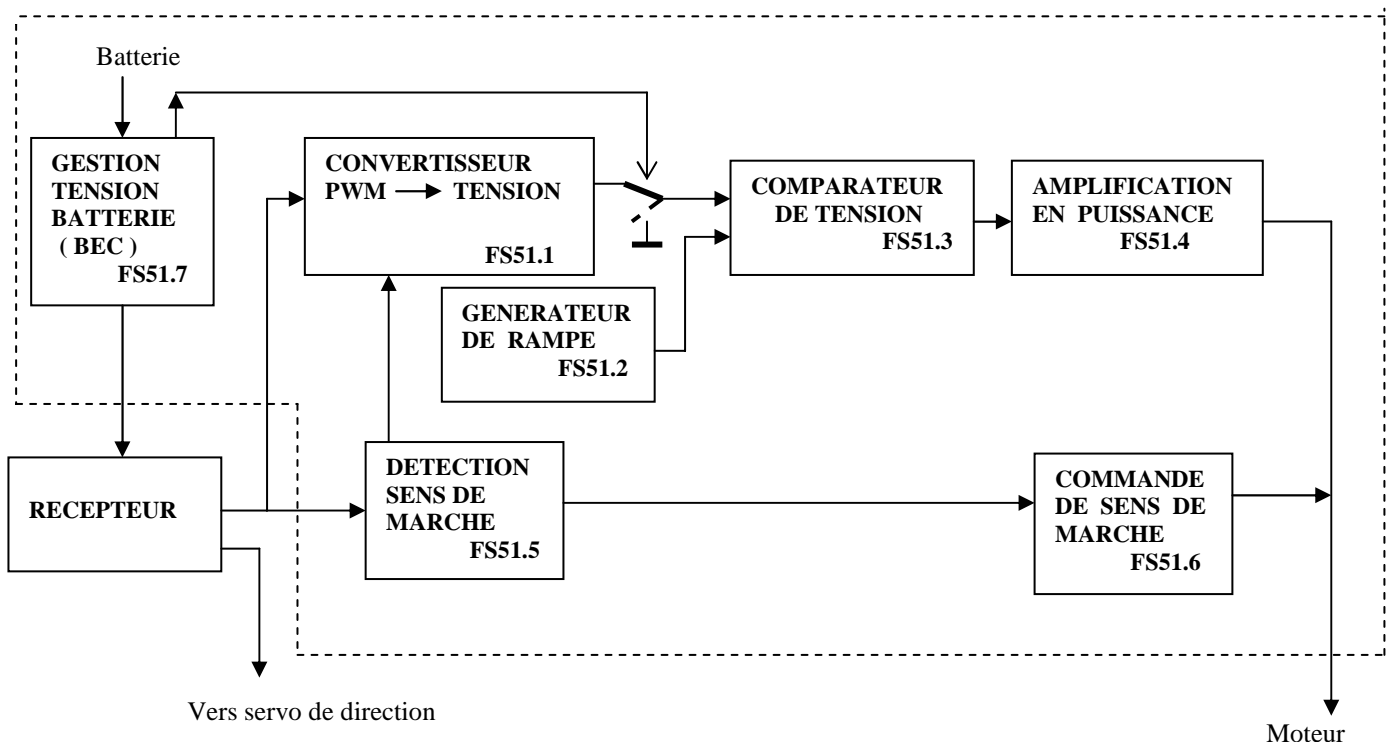 Batterie
GESTION
TENSION
BATTERIE
( BEC )
FS51.7
CONVERTISSEUR
PWM → TENSION
FS51.1
COMPARATEUR
DE TENSION
FS51.3
AMPLIFICATION
EN PUISSANCE
FS51.4
GENERATEUR
DE RAMPE
FS51.2
RECEPTEUR
DETECTION
SENS DE
MARCHE
FS51.5
COMMANDE
DE SENS DE
MARCHE
FS51.6
Vers servo de direction
Moteur